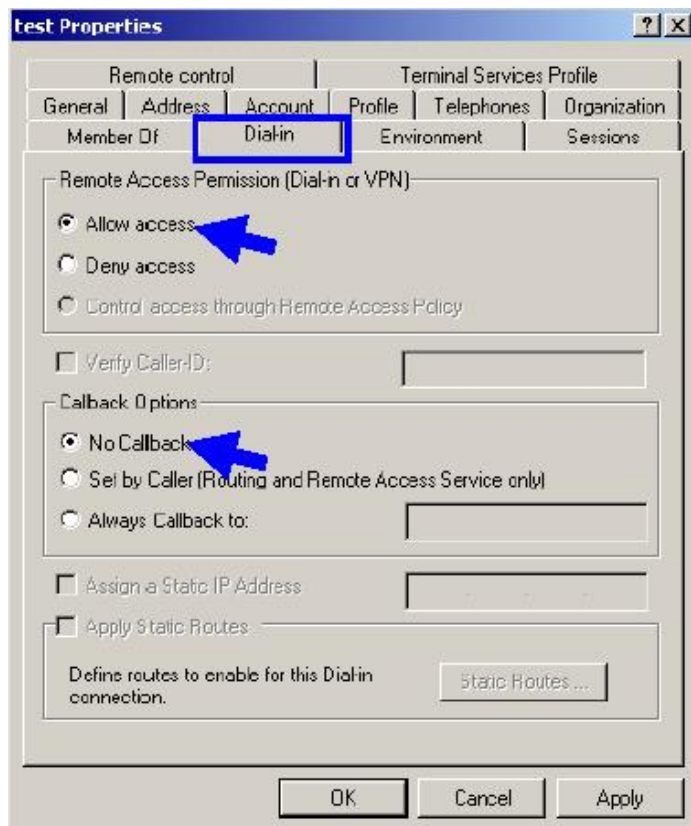 test Properties
Remote control
Terminal Services Profile
General
Address
Account
Profile
Telephones
Organization
Member Of
Dial-in
Environment
Sessions
Remote Access Permission (Dial-in or VPN)
Allow access
Deny access
Control access through Remote Access Policy
Verify Caller-ID:
Callback Options
No Callback
Set by Caller (Routing and Remote Access Service only)
Always Callback to:
Assign a Static IP Address
Apply Static Routes
Define routes to enable for this Dial-in
connection.
Static Routes ...
OK
Cancel
Apply